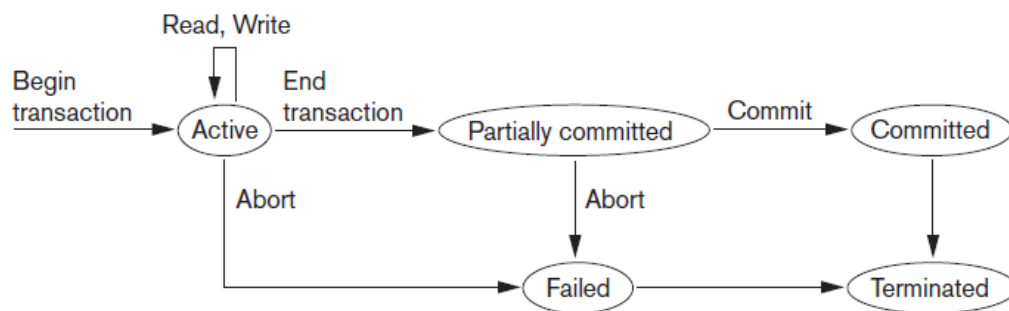 Read, Write
Begin
transaction
End
transaction
Active
Partially committed
Commit
Committed
Abort
Abort
Failed
Terminated